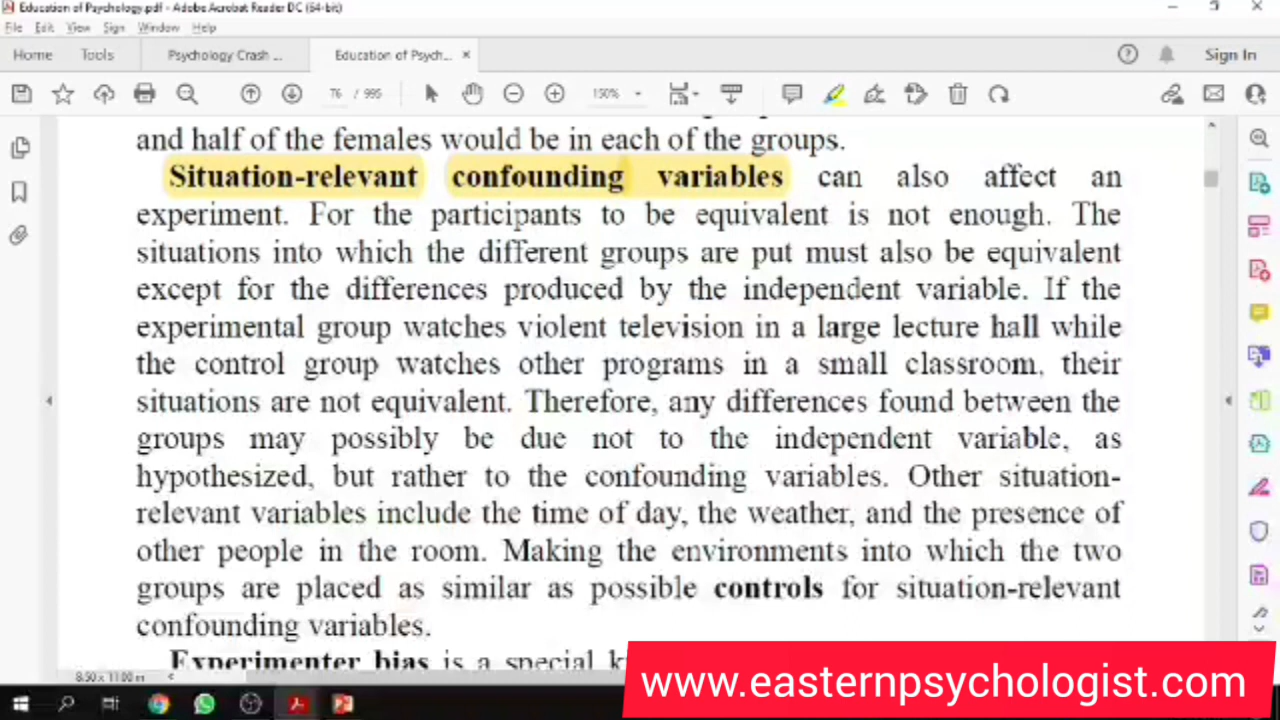 Education of Psychology.pdf - Adobe Acrobat Reader DC (64-bit)
File Edit View Sign Window Help
Home Tools Psychology Crash ... Education of Psych... ×
Sign In
76 / 995 150%
and half of the females would be in each of the groups.
Situation-relevant confounding variables can also affect an
experiment. For the participants to be equivalent is not enough. The
situations into which the different groups are put must also be equivalent
except for the differences produced by the independent variable. If the
experimental group watches violent television in a large lecture hall while
the control group watches other programs in a small classroom, their
situations are not equivalent. Therefore, any differences found between the
groups may possibly be due not to the independent variable, as
hypothesized, but rather to the confounding variables. Other situation-
relevant variables include the time of day, the weather, and the presence of
other people in the room. Making the environments into which the two
groups are placed as similar as possible controls for situation-relevant
confounding variables.
Experimenter bias is a special
8.50 x 11.00 in
www.easternpsychologist.com